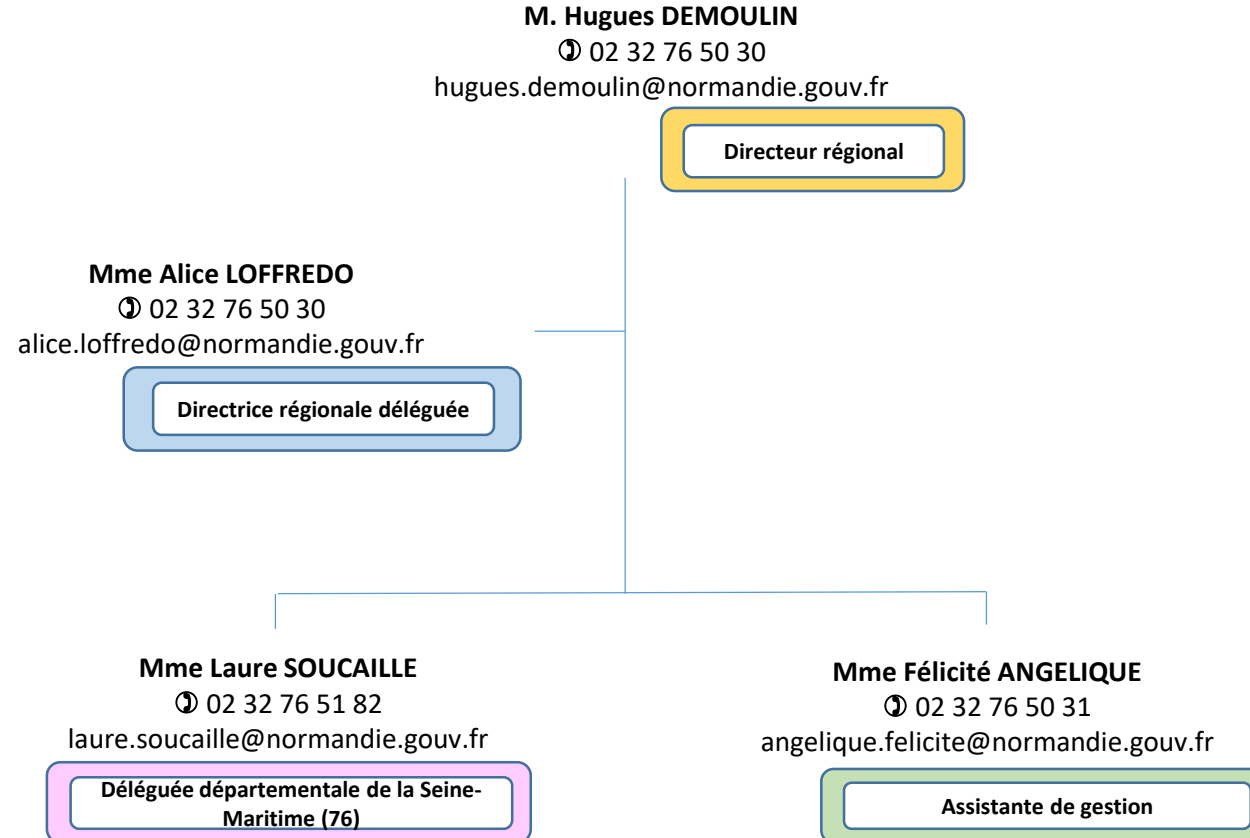 M. Hugues DEMOULIN
✆ 02 32 76 50 30
hugues.demoulin@normandie.gouv.fr
Directeur régional
Mme Alice LOFFREDO
✆ 02 32 76 50 30
alice.loffredo@normandie.gouv.fr
Directrice régionale déléguée
Mme Laure SOUCAILLE
✆ 02 32 76 51 82
laure.soucaille@normandie.gouv.fr
Déléguée départementale de la Seine-
Maritime (76)
Mme Félicité ANGELIQUE
✆ 02 32 76 50 31
angelique.felicite@normandie.gouv.fr
Assistante de gestion